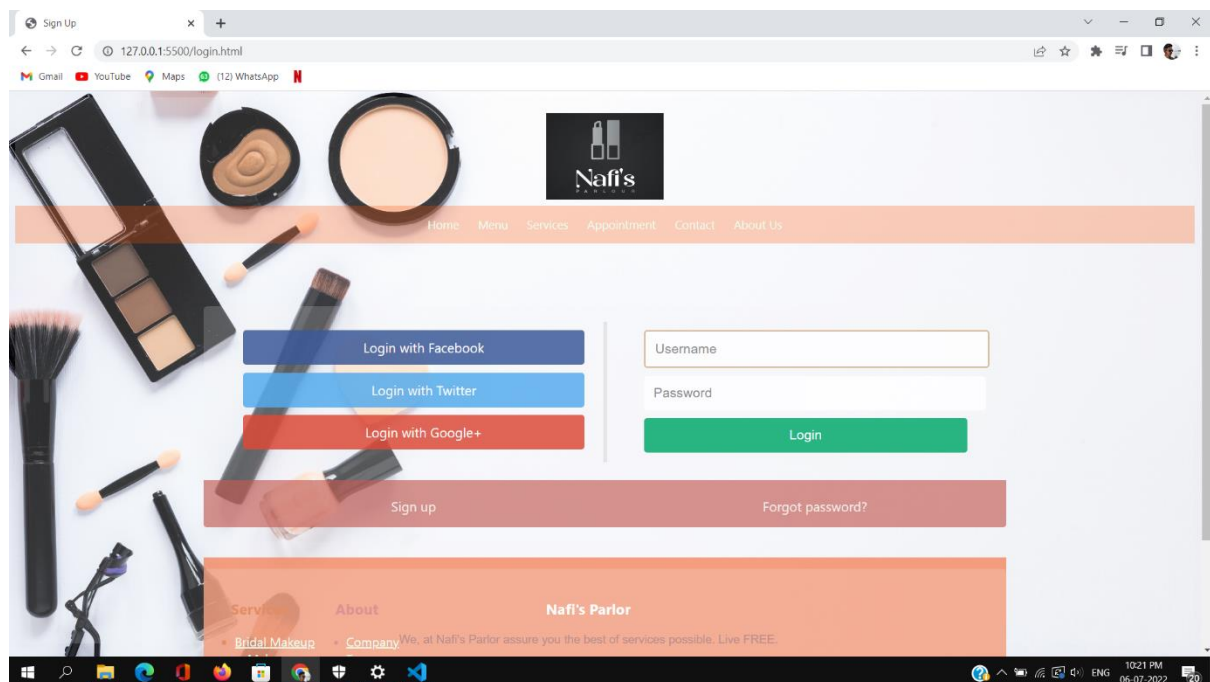 Sign Up
127.0.0.1:5500/login.html
Gmail YouTube Maps (12) WhatsApp
Nafi's
PARLOUR
Home Menu Services Appointment Contact About Us
Login with Facebook
Username
Login with Twitter
Password
Login with Google+
Login
Sign up Forgot password?
Services About Nafi's Parlor
Bridal Makeup Company We, at Nafi's Parlor assure you the best of services possible. Live FREE.
ENG 10:21 PM
06-07-2022 20